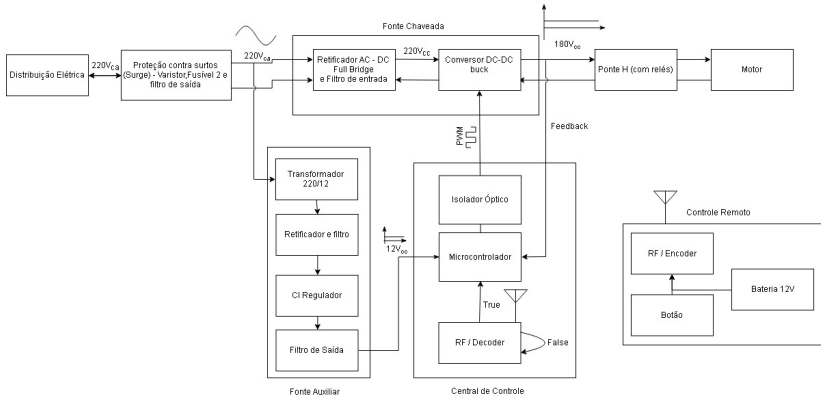 Fonte Chaveada
Distribuição Elétrica
220Vca
Proteção contra surtos
(Surge) - Varistor,Fusível 2 e
filtro de saída
220Vca
Retificador AC - DC
Full Bridge
e Filtro de entrada
220Vcc
Conversor DC-DC
buck
180Vcc
Ponte H (com relés)
Motor
PWM
Feedback
Transformador
220/12
Retificador e filtro
CI Regulador
Filtro de Saída
Fonte Auxiliar
12Vcc
Isolador Óptico
Microcontrolador
True
RF / Decoder
False
Central de Controle
Controle Remoto
RF / Encoder
Botão
Bateria 12V